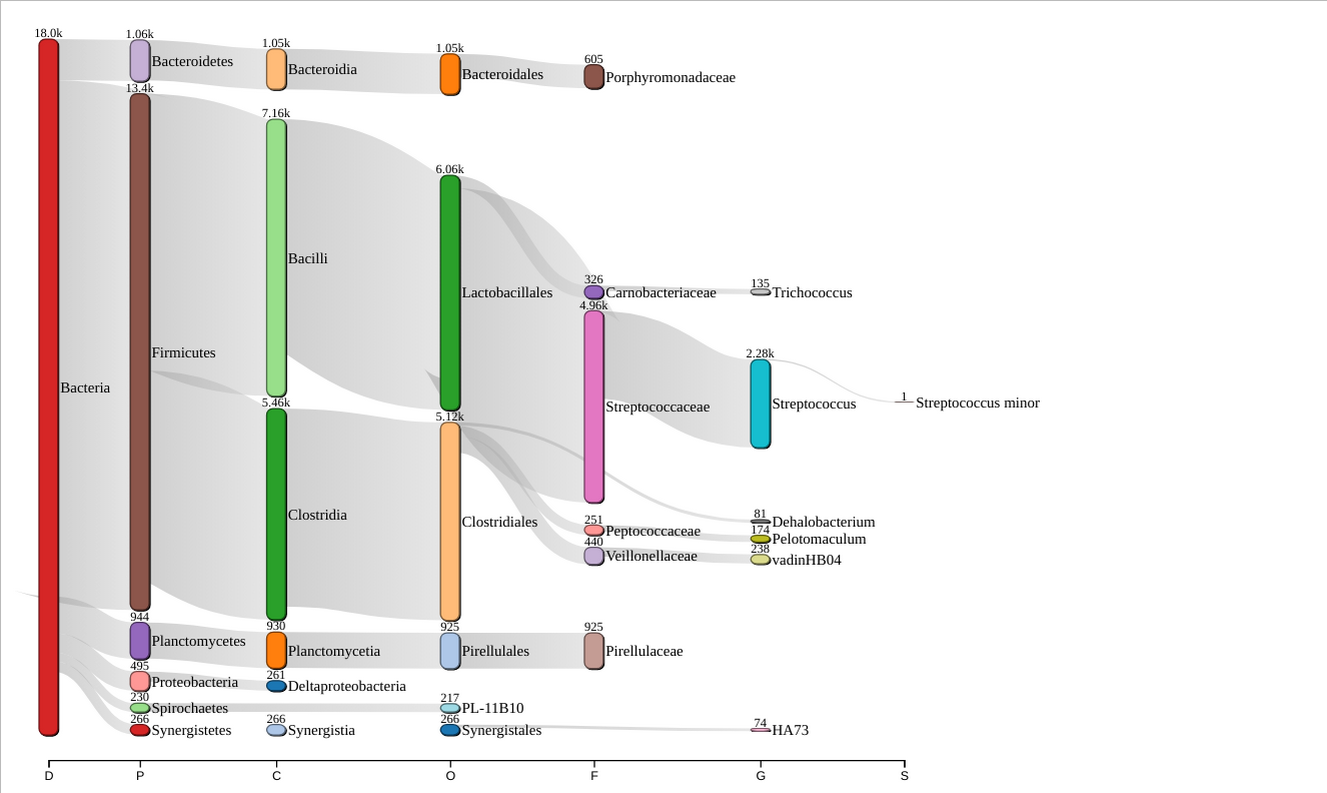 18.0k
Bacteria
1.06k
Bacteroidetes
1.05k
Bacteroidia
1.05k
Bacteroidales
605
Porphyromonadaceae
13.4k
Firmicutes
7.16k
Bacilli
6.06k
Lactobacillales
326
Carnobacteriaceae
135
Trichococcus
4.96k
Streptococcaceae
2.28k
Streptococcus
1
Streptococcus minor
5.46k
Clostridia
5.12k
Clostridiales
81
Dehalobacterium
251
Peptococcaceae
174
Pelotomaculum
440
Veillonellaceae
238
vadinHB04
944
Planctomycetes
930
Planctomycetia
925
Pirellulales
925
Pirellulaceae
495
Proteobacteria
261
Deltaproteobacteria
230
Spirochaetes
217
PL-11B10
266
Synergistetes
266
Synergistia
266
Synergistales
74
HA73
D P C O F G S